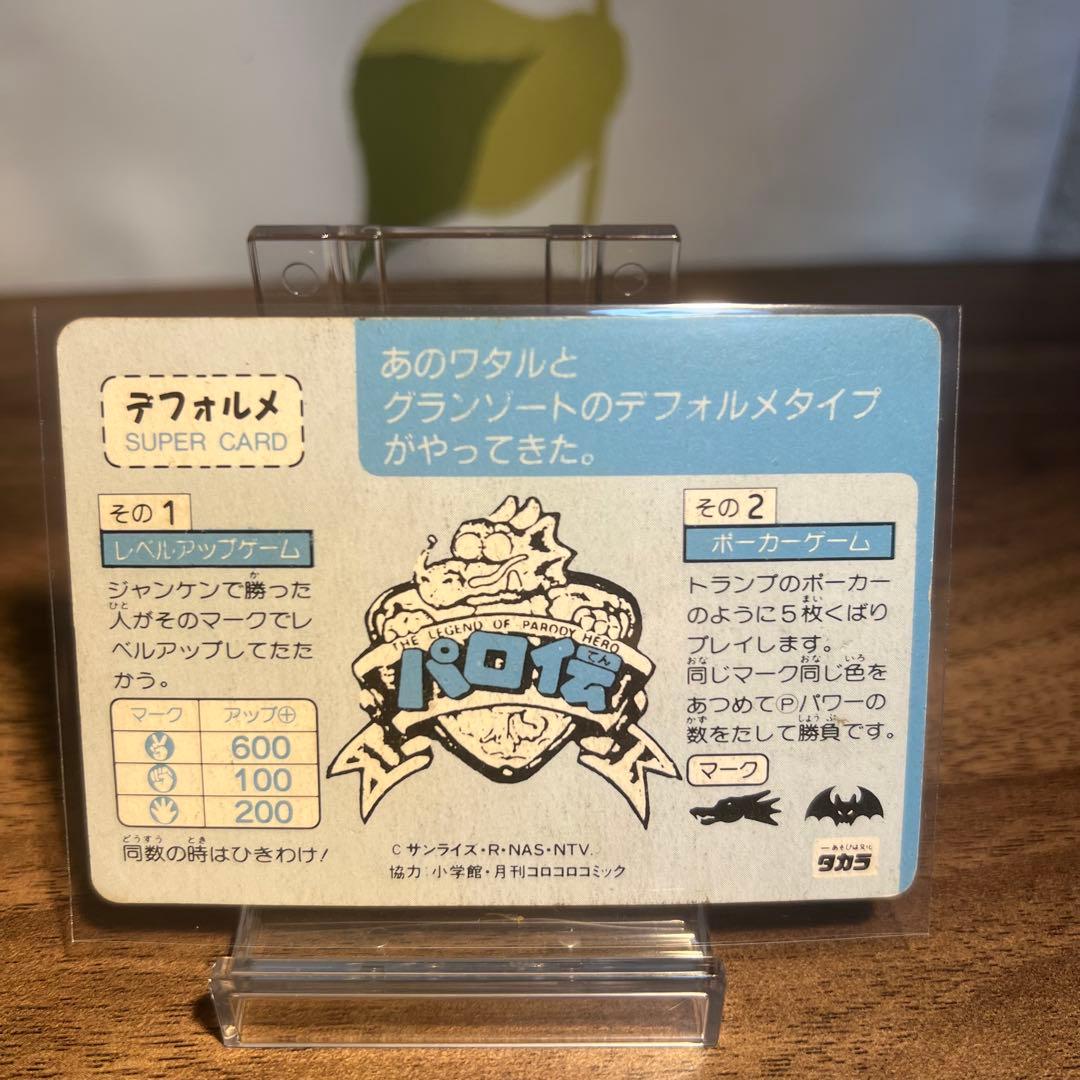 デフォルメ
SUPER CARD
あのワタルと
グランゾートのデフォルメタイプ
がやってきた。
その1
レベルアップゲーム
ジャンケンで勝った
人がそのマークでレ
ベルアップしてたた
かう。
マーク アップ⊕
600
100
200
同数の時はひきわけ!
THE LEGEND OF PARODY HERO
パロ伝
C サンライズ・R・NAS・NTV.
協力:小学館・月刊コロコロコミック
その2
ポーカーゲーム
トランプのポーカー
のように5枚くばり
プレイします。
同じマーク同じ色を
あつめてⓅパワーの
数をたして勝負です。
マーク
タカラ